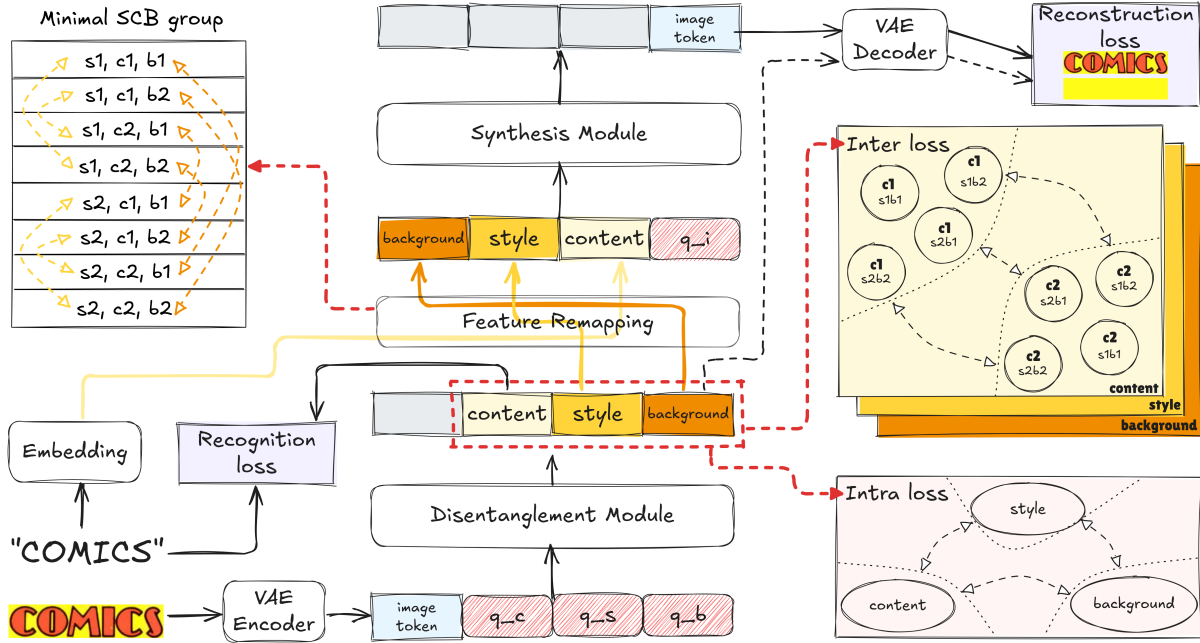 Minimal SCB group
s1, c1, b1
s1, c1, b2
s1, c2, b1
s1, c2, b2
s2, c1, b1
s2, c1, b2
s2, c2, b1
s2, c2, b2
image
token
VAE
Decoder
Reconstruction
loss
COMICS
Synthesis Module
background
style
content
q_i
Feature Remapping
content
style
background
Inter loss
c1
s1b1
c1
s1b2
c1
s2b1
c1
s2b2
c2
s2b1
c2
s1b2
c2
s2b2
c2
s1b1
content
style
background
Embedding
Recognition
loss
Disentanglement Module
Intra loss
style
content
background
"COMICS"
COMICS
VAE
Encoder
image
token
q_c
q_s
q_b